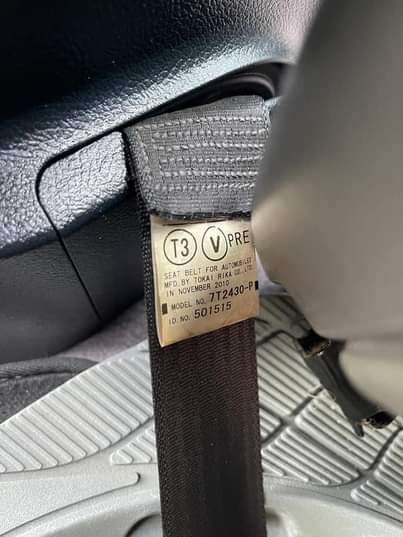 T3 V PRE
SEAT BELT FOR AUTOMOBILES
MFD. BY TOKAI RIKA CO., LTD.
IN NOVEMBER 2010
MODEL NO. 7T2430-P
ID. NO. 501515